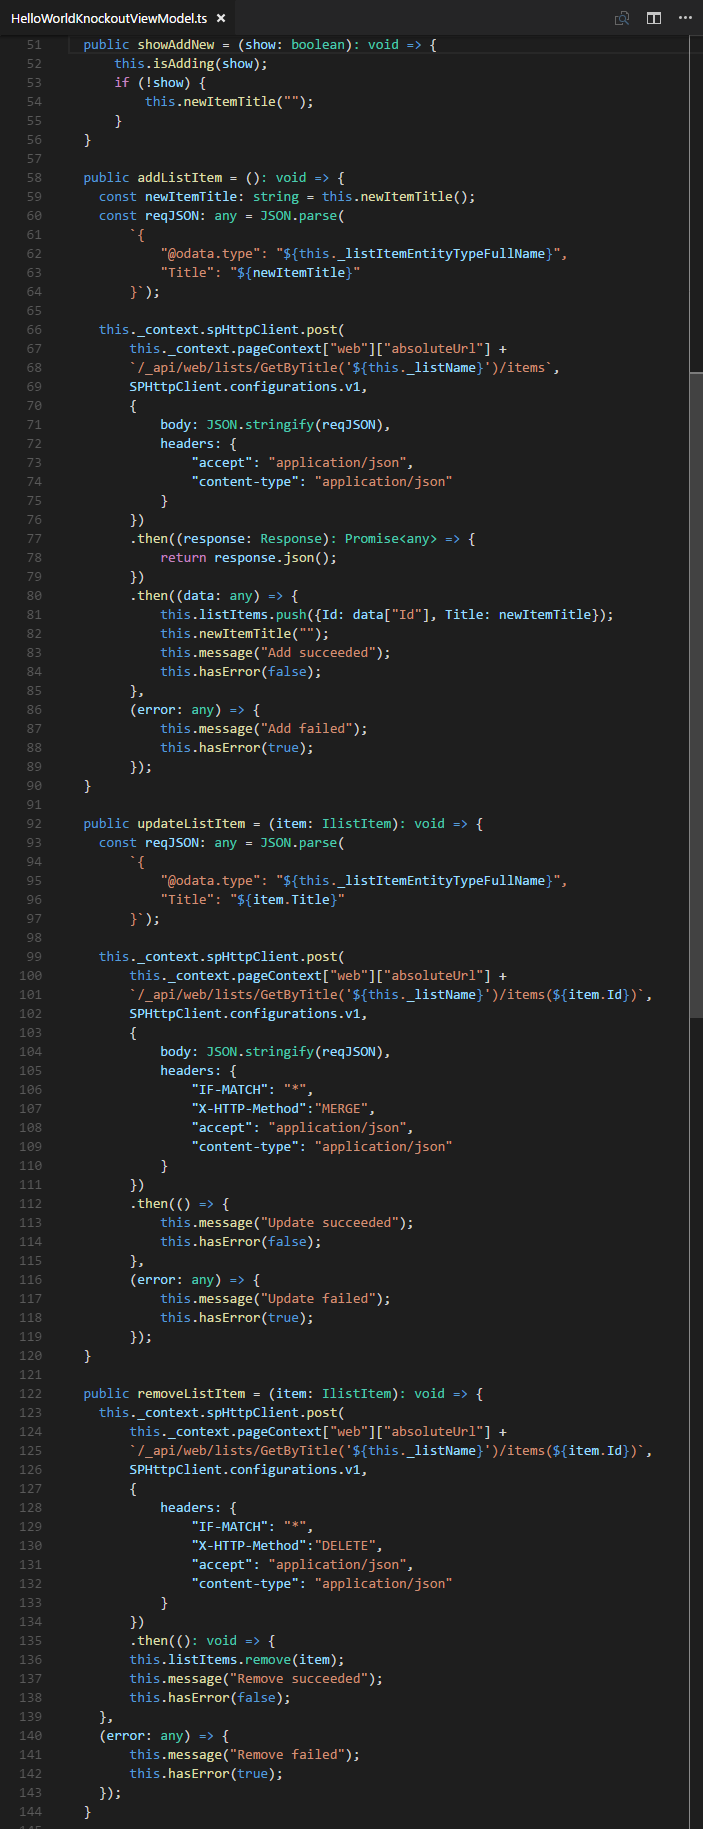 HelloWorldKnockoutViewModel.ts ×
51 public showAddNew = (show: boolean): void => {
52 this.isAdding(show);
53 if (!show) {
54 this.newItemTitle("");
55 }
56 }
57
58 public addListItem = (): void => {
59 const newItemTitle: string = this.newItemTitle();
60 const reqJSON: any = JSON.parse(
61 `{
62 "@odata.type": "${this._listItemEntityTypeFullName}",
63 "Title": "${newItemTitle}"
64 }`);
65
66 this._context.spHttpClient.post(
67 this._context.pageContext["web"]["absoluteUrl"] +
68 `/_api/web/lists/GetByTitle('${this._listName}')/items`,
69 SPHttpClient.configurations.v1,
70 {
71 body: JSON.stringify(reqJSON),
72 headers: {
73 "accept": "application/json",
74 "content-type": "application/json"
75 }
76 })
77 .then((response: Response): Promise<any> => {
78 return response.json();
79 })
80 .then((data: any) => {
81 this.listItems.push({Id: data["Id"], Title: newItemTitle});
82 this.newItemTitle("");
83 this.message("Add succeeded");
84 this.hasError(false);
85 },
86 (error: any) => {
87 this.message("Add failed");
88 this.hasError(true);
89 });
90 }
91
92 public updateListItem = (item: IlistItem): void => {
93 const reqJSON: any = JSON.parse(
94 `{
95 "@odata.type": "${this._listItemEntityTypeFullName}",
96 "Title": "${item.Title}"
97 }`);
98
99 this._context.spHttpClient.post(
100 this._context.pageContext["web"]["absoluteUrl"] +
101 `/_api/web/lists/GetByTitle('${this._listName}')/items(${item.Id})`,
102 SPHttpClient.configurations.v1,
103 {
104 body: JSON.stringify(reqJSON),
105 headers: {
106 "IF-MATCH": "*",
107 "X-HTTP-Method":"MERGE",
108 "accept": "application/json",
109 "content-type": "application/json"
110 }
111 })
112 .then(() => {
113 this.message("Update succeeded");
114 this.hasError(false);
115 },
116 (error: any) => {
117 this.message("Update failed");
118 this.hasError(true);
119 });
120 }
121
122 public removeListItem = (item: IlistItem): void => {
123 this._context.spHttpClient.post(
124 this._context.pageContext["web"]["absoluteUrl"] +
125 `/_api/web/lists/GetByTitle('${this._listName}')/items(${item.Id})`,
126 SPHttpClient.configurations.v1,
127 {
128 headers: {
129 "IF-MATCH": "*",
130 "X-HTTP-Method":"DELETE",
131 "accept": "application/json",
132 "content-type": "application/json"
133 }
134 })
135 .then((): void => {
136 this.listItems.remove(item);
137 this.message("Remove succeeded");
138 this.hasError(false);
139 },
140 (error: any) => {
141 this.message("Remove failed");
142 this.hasError(true);
143 });
144 }